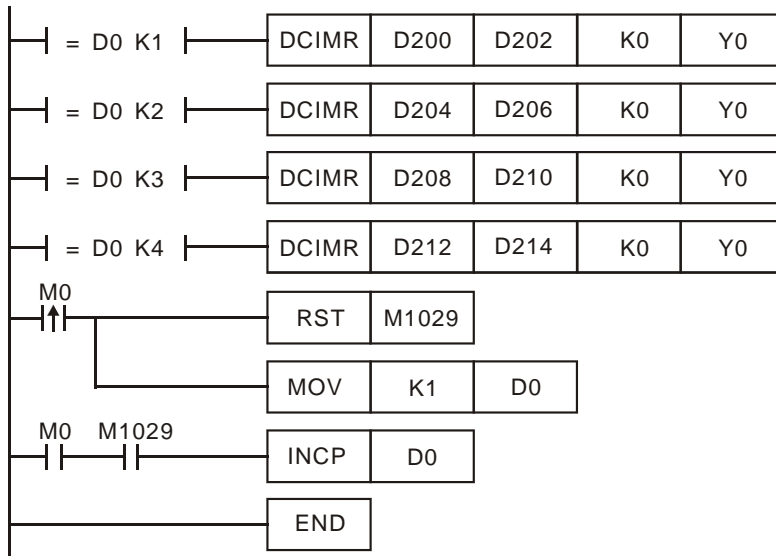 = D0 K1 DCIMR D200 D202 K0 Y0
= D0 K2 DCIMR D204 D206 K0 Y0
= D0 K3 DCIMR D208 D210 K0 Y0
= D0 K4 DCIMR D212 D214 K0 Y0
M0 RST M1029
MOV K1 D0
M0 M1029 INCP D0
END